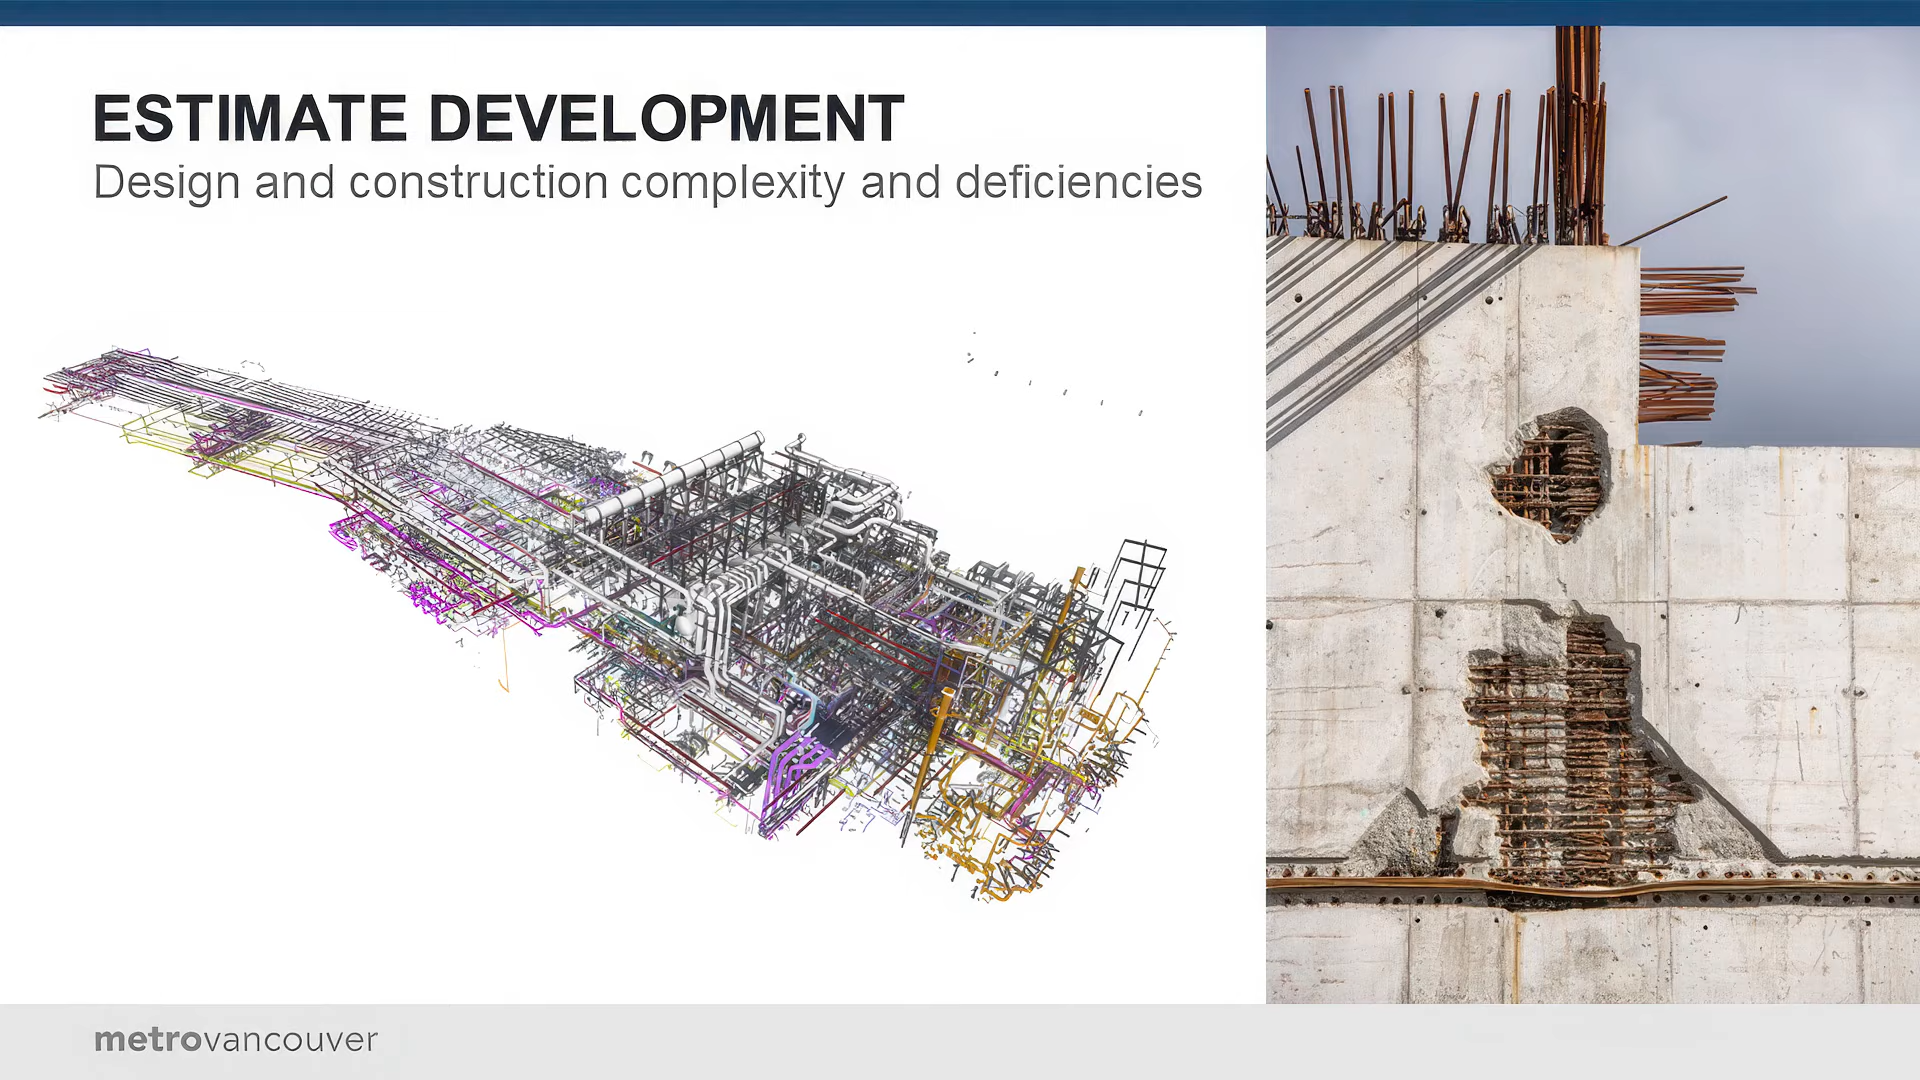 ESTIMATE DEVELOPMENT
Design and construction complexity and deficiencies
metrovancouver